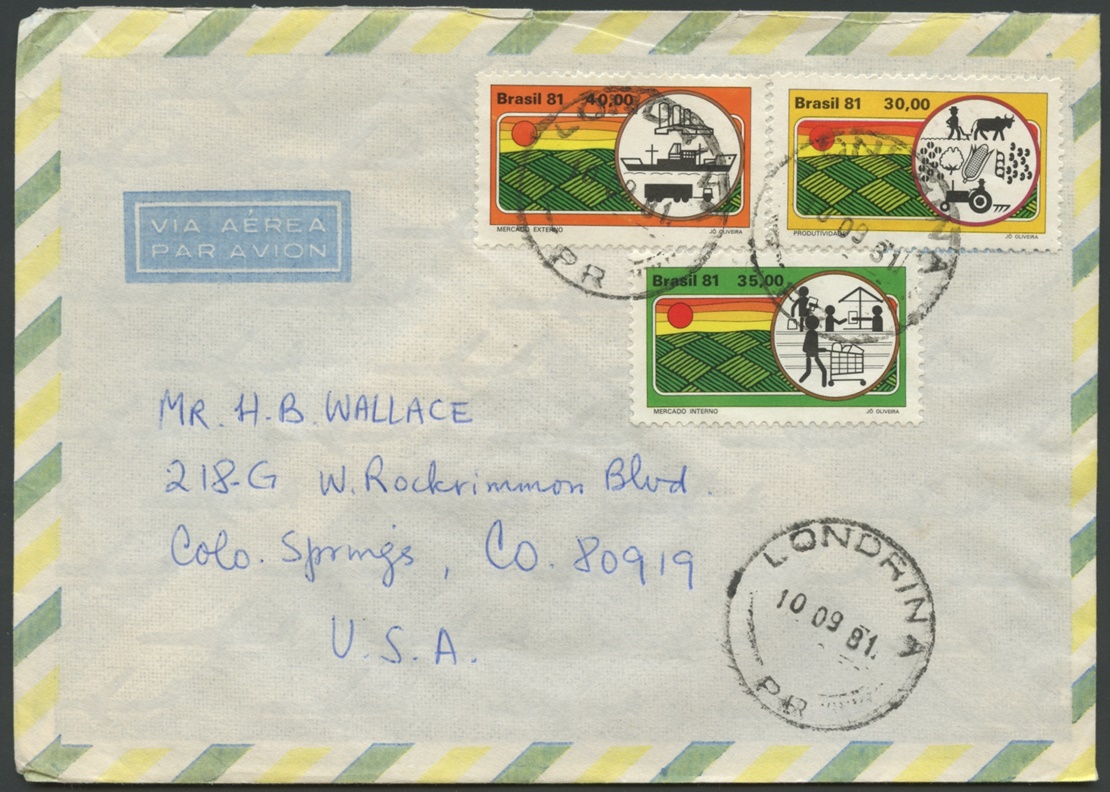 Brasil 81 40,00
MERCADO EXTERNO JÔ OLIVEIRA
Brasil 81 30,00
PRODUTIVIDADE JÔ OLIVEIRA
LONDRINA
PR
Brasil 81 35,00
MERCADO INTERNO JÔ OLIVEIRA
VIA AÉREA
PAR AVION
MR. H. B. WALLACE
218-G W. Rockrimmon Blvd.
Colo. Springs, CO. 80919
U.S.A.
LONDRINA
10 09 81
PR